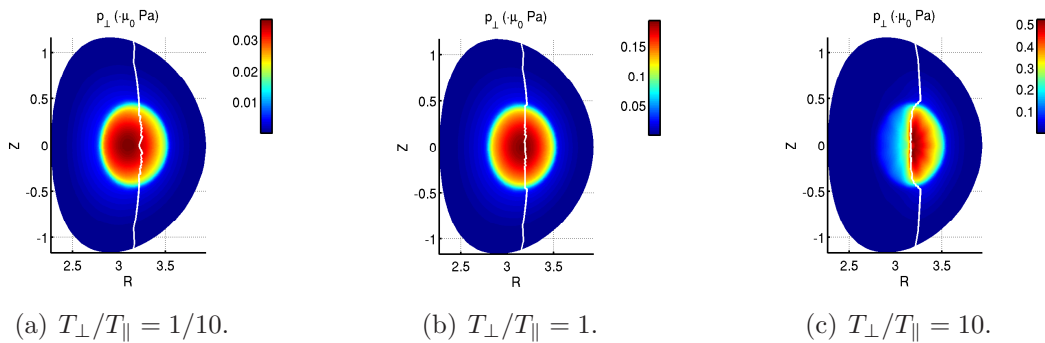 p⊥ (·μ0 Pa)
0.03
0.02
0.01
1
0.5
0
-0.5
-1
Z
2.5 3 3.5
R
(a) T⊥/T∥ = 1/10.
p⊥ (·μ0 Pa)
0.15
0.1
0.05
1
0.5
0
-0.5
-1
Z
2.5 3 3.5
R
(b) T⊥/T∥ = 1.
p⊥ (·μ0 Pa)
0.5
0.4
0.3
0.2
0.1
1
0.5
0
-0.5
-1
Z
2.5 3 3.5
R
(c) T⊥/T∥ = 10.